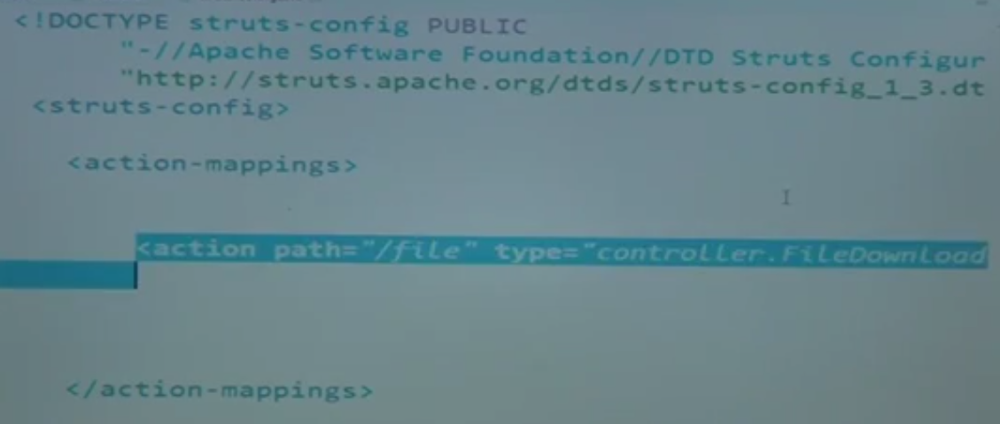 <!DOCTYPE struts-config PUBLIC
"-//Apache Software Foundation//DTD Struts Configur
"http://struts.apache.org/dtds/struts-config_1_3.dt
<struts-config>
<action-mappings>
<action path="/file" type="controller.FileDownload
</action-mappings>